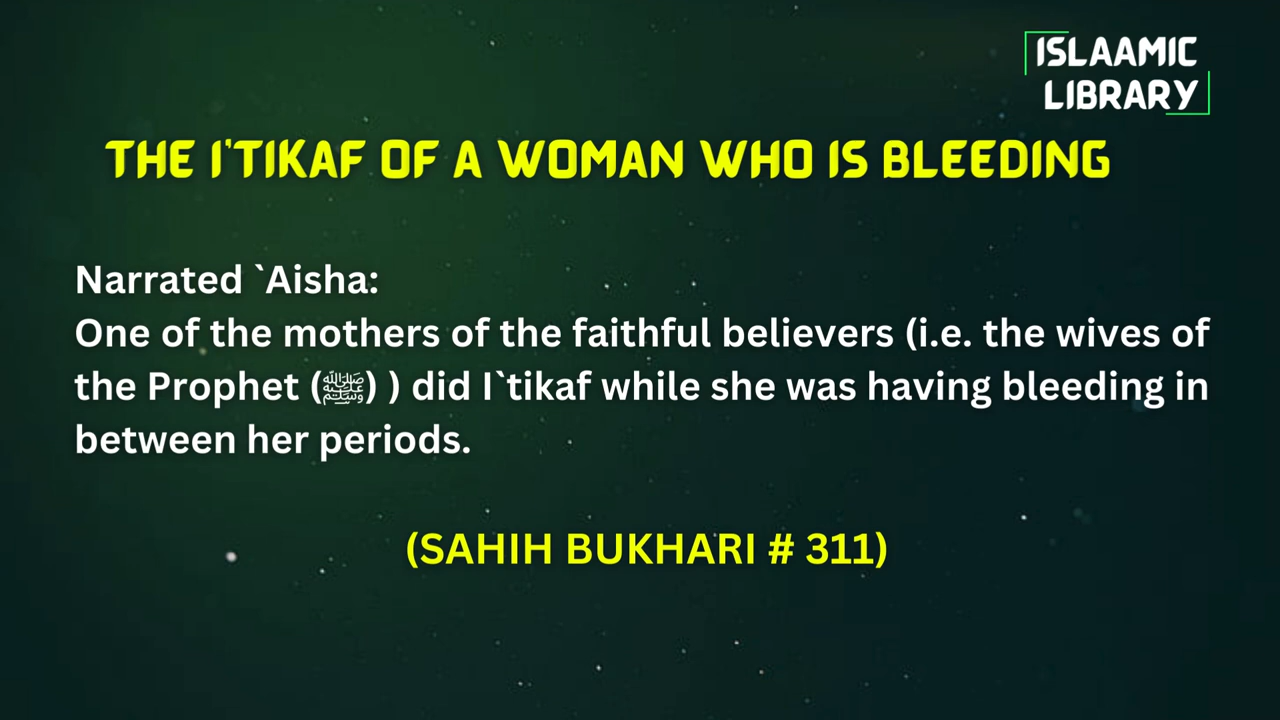 ISLAAMIC
LIBRARY
THE I'TIKAF OF A WOMAN WHO IS BLEEDING
Narrated `Aisha:
One of the mothers of the faithful believers (i.e. the wives of
the Prophet (ﷺ) ) did I`tikaf while she was having bleeding in
between her periods.
(SAHIH BUKHARI # 311)